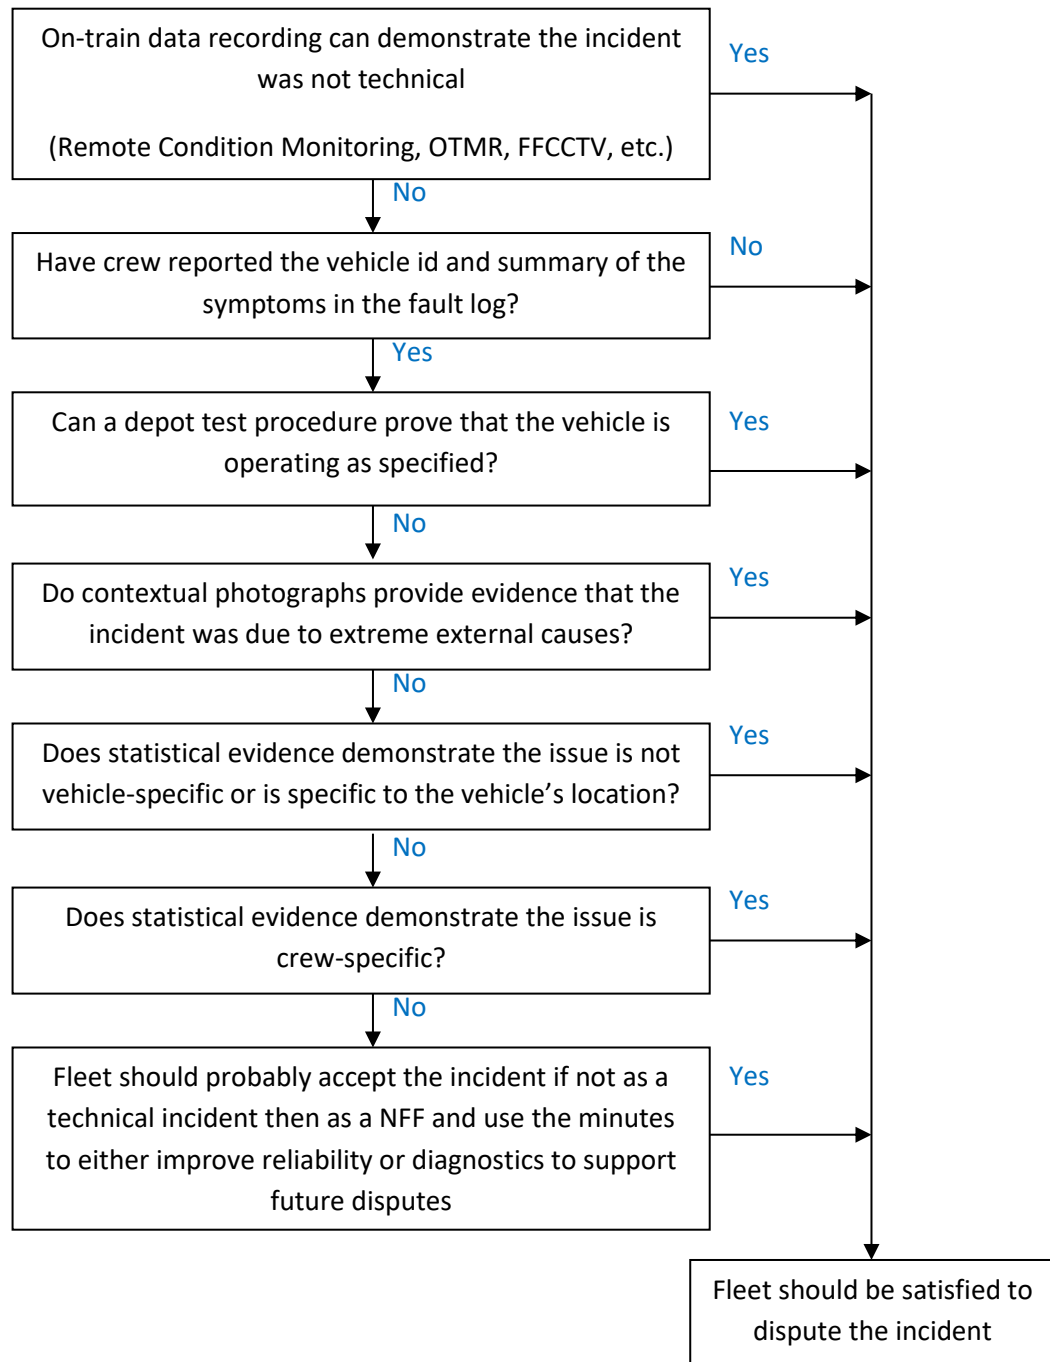 On-train data recording can demonstrate the incident
was not technical
(Remote Condition Monitoring, OTMR, FFCCTV, etc.)
Yes
No
Have crew reported the vehicle id and summary of the
symptoms in the fault log?
No
Yes
Can a depot test procedure prove that the vehicle is
operating as specified?
Yes
No
Do contextual photographs provide evidence that the
incident was due to extreme external causes?
Yes
No
Does statistical evidence demonstrate the issue is not
vehicle-specific or is specific to the vehicle’s location?
Yes
No
Does statistical evidence demonstrate the issue is
crew-specific?
Yes
No
Fleet should probably accept the incident if not as a
technical incident then as a NFF and use the minutes
to either improve reliability or diagnostics to support
future disputes
Yes
Fleet should be satisfied to
dispute the incident